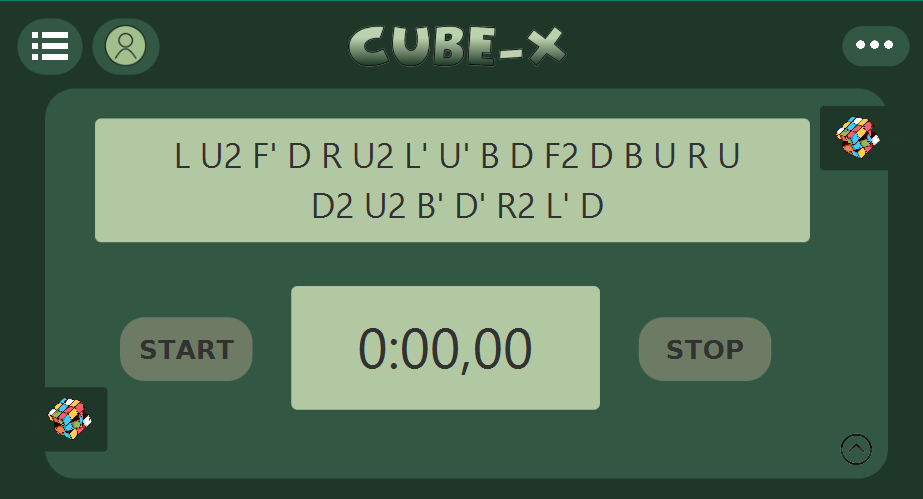 CUBE-X
L U2 F' D R U2 L' U' B D F2 D B U R U
D2 U2 B' D' R2 L' D
START
0:00,00
STOP